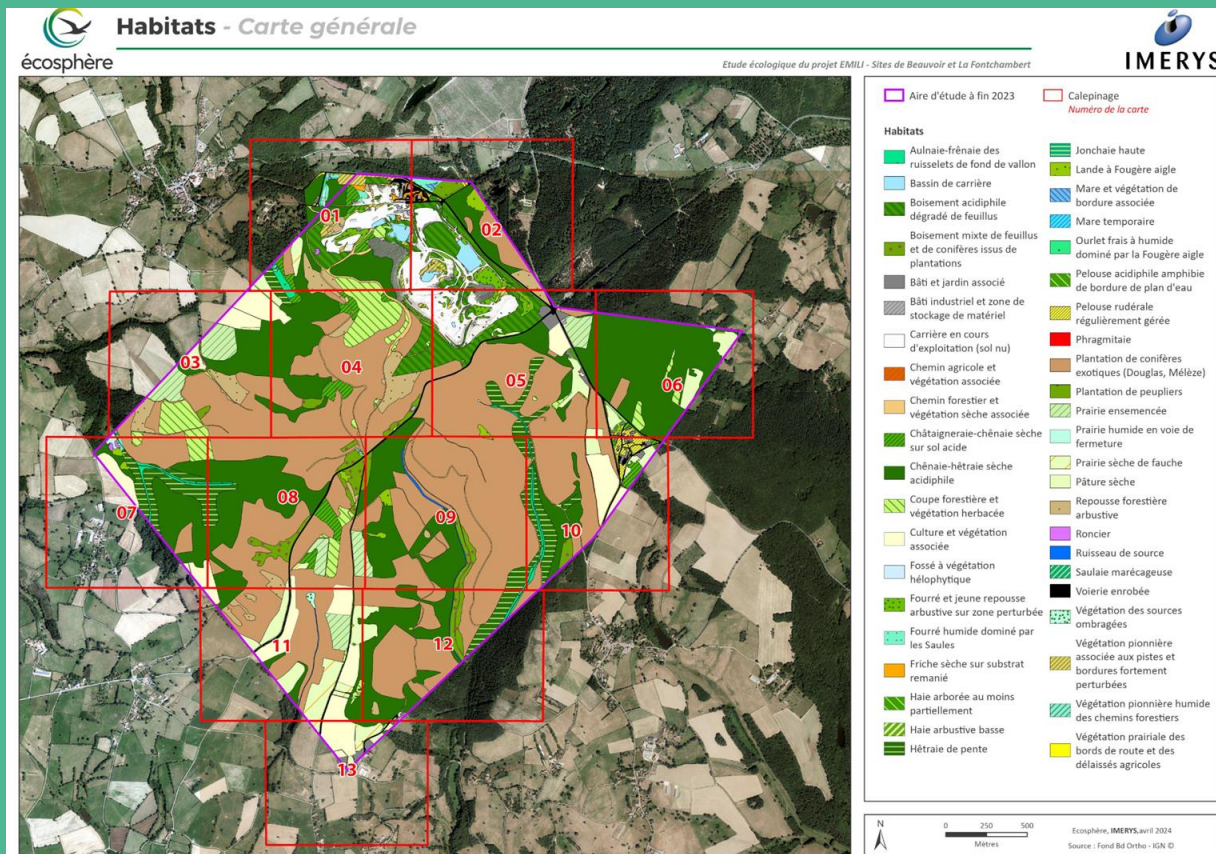 Habitats - Carte générale
écosphère
IMERYS
Etude écologique du projet EMILI - Sites de Beauvoir et La Fontchambert
01
02
03
04
05
06
07
08
09
10
11
12
13
Aire d'étude à fin 2023
Calepinage
Numéro de la carte
Habitats
Aulnaie-frênaie des
ruisselets de fond de vallon
Bassin de carrière
Boisement acidiphile
dégradé de feuillus
Boisement mixte de feuillus
et de conifères issus de
plantations
Bâti et jardin associé
Bâti industriel et zone de
stockage de matériel
Carrière en cours
d'exploitation (sol nu)
Chemin agricole et
végétation associée
Chemin forestier et
végétation sèche associée
Châtaigneraie-chênaie sèche
sur sol acide
Chênaie-hêtraie sèche
acidiphile
Coupe forestière et
végétation herbacée
Culture et végétation
associée
Fossé à végétation
hélophytique
Fourré et jeune repousse
arbustive sur zone perturbée
Fourré humide dominé par
les Saules
Friche sèche sur substrat
remanié
Haie arborée au moins
partiellement
Haie arbustive basse
Hêtraie de pente
Jonchaie haute
Lande à Fougère aigle
Mare et végétation de
bordure associée
Mare temporaire
Ourlet frais à humide
dominé par la Fougère aigle
Pelouse acidiphile amphibie
de bordure de plan d'eau
Pelouse rudérale
régulièrement gérée
Phragmitaie
Plantation de conifères
exotiques (Douglas, Mélèze)
Plantation de peupliers
Prairie ensemencée
Prairie humide en voie de
fermeture
Prairie sèche de fauche
Pâture sèche
Repousse forestière
arbustive
Roncier
Ruisseau de source
Saulaie marécageuse
Voierie enrobée
Végétation des sources
ombragées
Végétation pionnière
associée aux pistes et
bordures fortement
perturbées
Végétation pionnière humide
des chemins forestiers
Végétation prairiale des
bords de route et des
délaissés agricoles
N
0 250 500
Mètres
Ecosphère, IMERYS,avril 2024
Source : Fond Bd Ortho - IGN ©